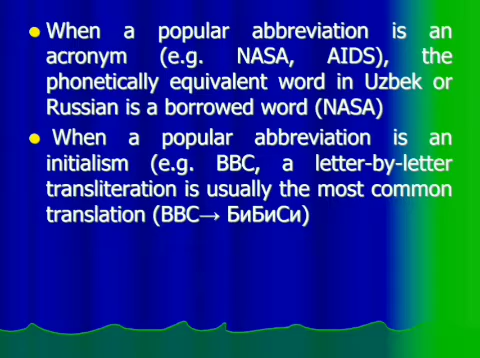 When a popular abbreviation is an
acronym (e.g. NASA, AIDS), the
phonetically equivalent word in Uzbek or
Russian is a borrowed word (NASA)
When a popular abbreviation is an
initialism (e.g. BBC, a letter-by-letter
transliteration is usually the most common
translation (BBC→ БиБиСи)